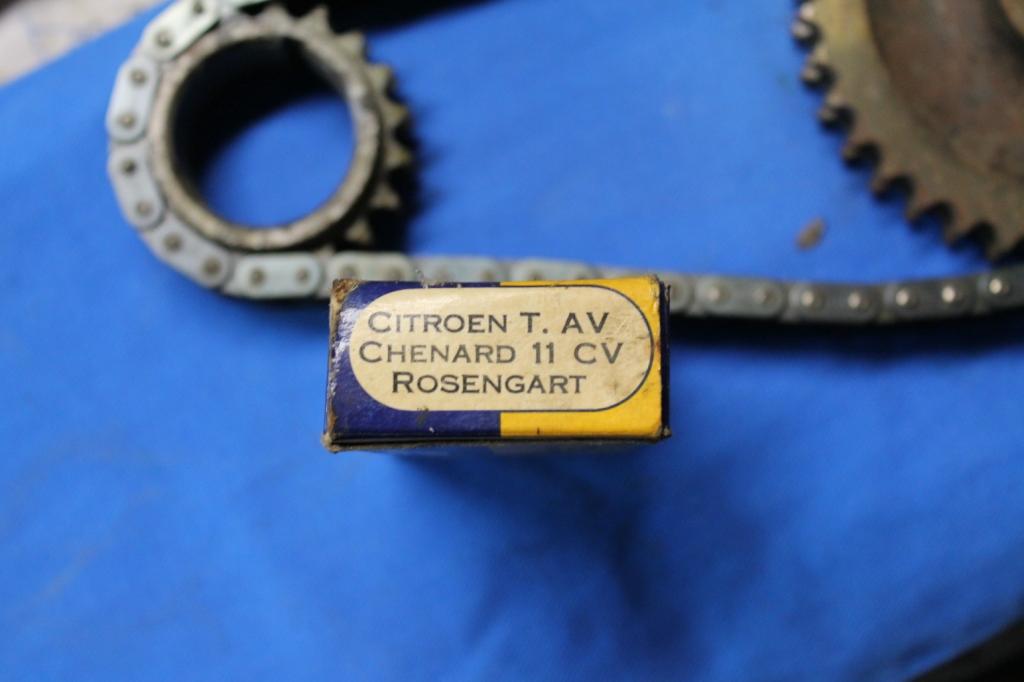 CITROEN T. AV
CHENARD 11 CV
ROSENGART